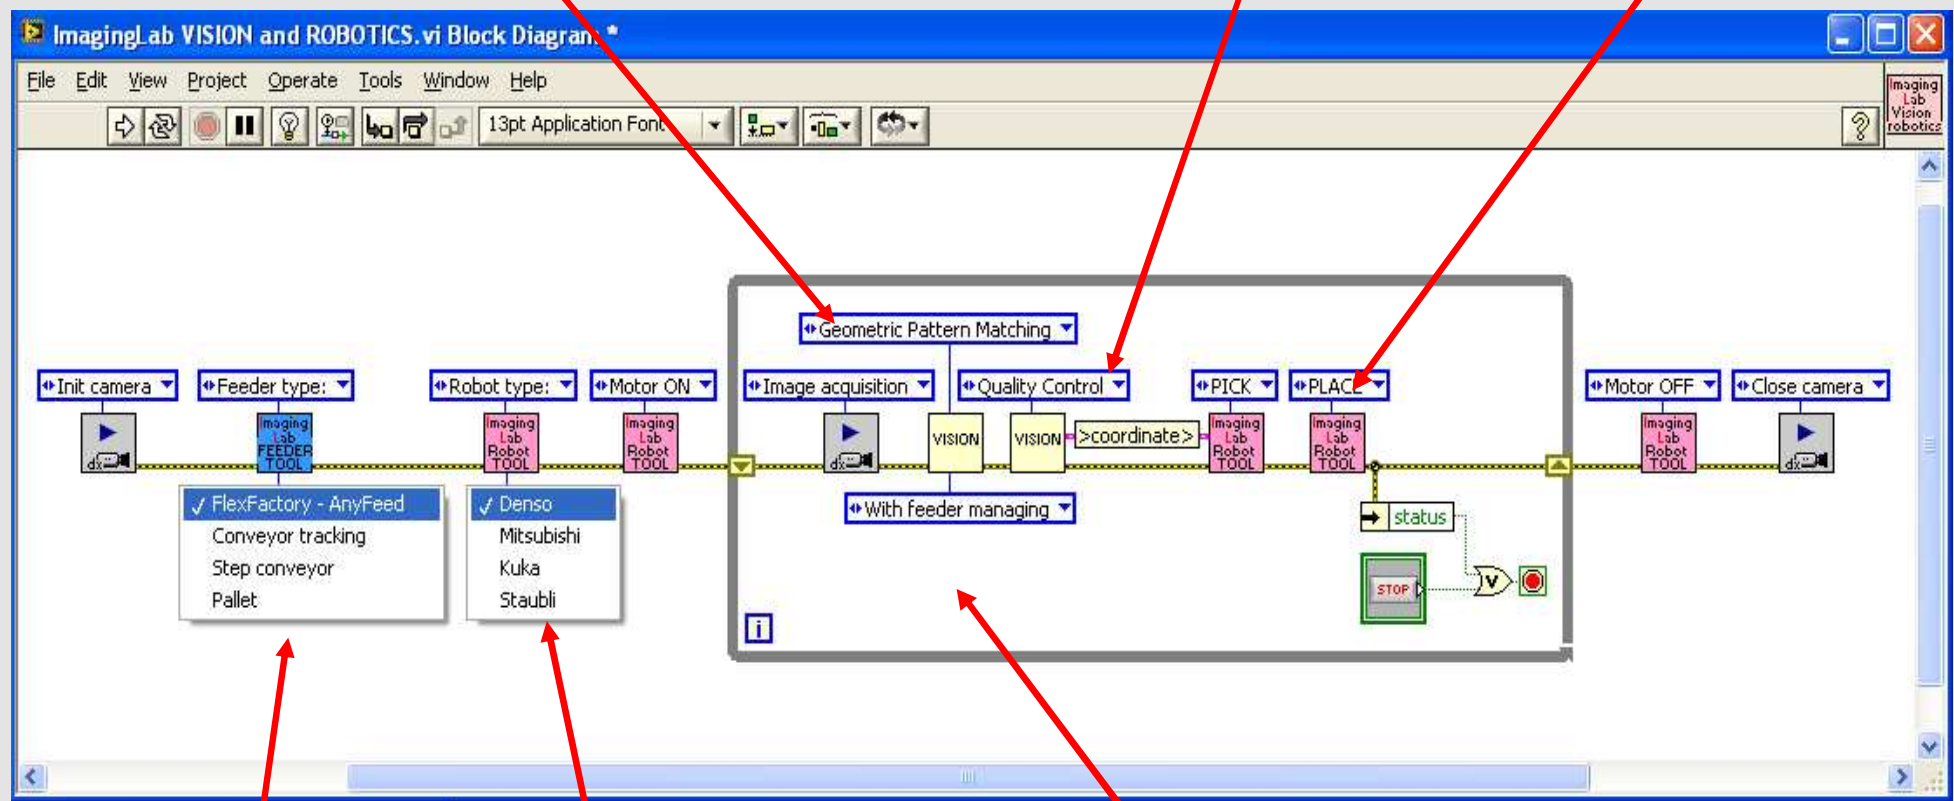 ImagingLab VISION and ROBOTICS.vi Block Diagram *
File Edit View Project Operate Tools Window Help
Imaging
Lab
Vision
robotics
13pt Application Font
?
Geometric Pattern Matching
Init camera
Feeder type:
Robot type:
Motor ON
Image acquisition
Quality Control
PICK
PLACE
Motor OFF
Close camera
dx
Imaging
Lab
FEEDER
TOOL
Imaging
Lab
Robot
TOOL
Imaging
Lab
Robot
TOOL
dx
VISION
VISION
>coordinate>
Imaging
Lab
Robot
TOOL
Imaging
Lab
Robot
TOOL
Imaging
Lab
Robot
TOOL
dx
✓ FlexFactory - AnyFeed
Conveyor tracking
Step conveyor
Pallet
✓ Denso
Mitsubishi
Kuka
Staubli
With feeder managing
status
STOP
V
i